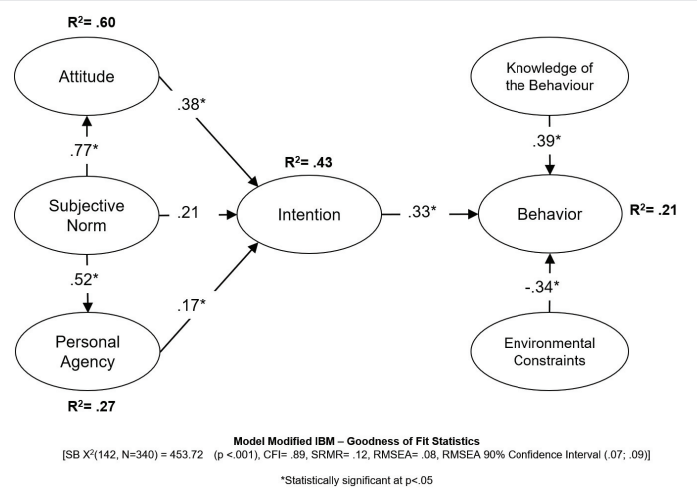 R²= .60
Attitude
Knowledge of
the Behaviour
.38*
.77*
.39*
R²= .43
Subjective
Norm
.21
Intention
.33*
Behavior
R²= .21
.52*
.17*
-.34*
Personal
Agency
Environmental
Constraints
R²= .27
Model Modified IBM – Goodness of Fit Statistics
[SB X²(142, N=340) = 453.72 (p <.001), CFI= .89, SRMR= .12, RMSEA= .08, RMSEA 90% Confidence Interval (.07; .09)]
*Statistically significant at p<.05